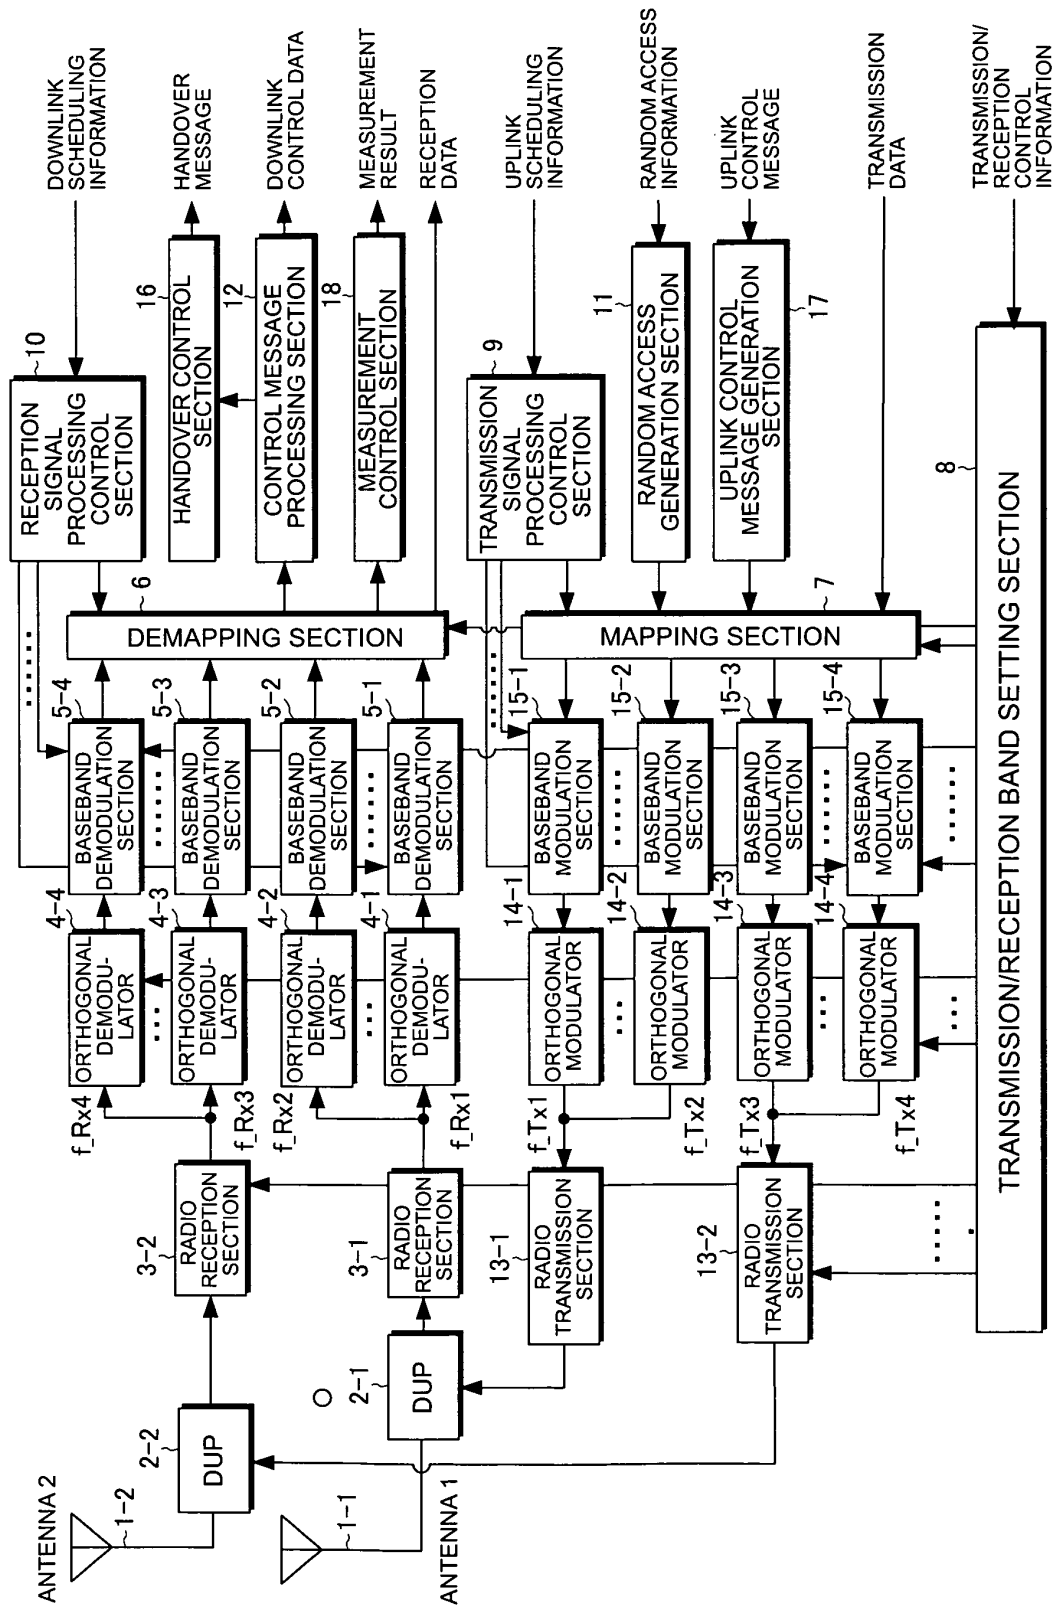 ANTENNA 2
1-2
2-2
DUP
3-2
RADIO
RECEPTION
SECTION
f_Rx4
f_Rx3
4-4
ORTHOGONAL
DEMODU-
LATOR
4-3
ORTHOGONAL
DEMODU-
LATOR
5-4
BASEBAND
DEMODULATION
SECTION
5-3
BASEBAND
DEMODULATION
SECTION
ANTENNA 1
1-1
2-1
DUP
3-1
RADIO
RECEPTION
SECTION
f_Rx2
f_Rx1
4-2
ORTHOGONAL
DEMODU-
LATOR
4-1
ORTHOGONAL
DEMODU-
LATOR
5-2
BASEBAND
DEMODULATION
SECTION
5-1
BASEBAND
DEMODULATION
SECTION
6
DEMAPPING SECTION
10
RECEPTION
SIGNAL
PROCESSING
CONTROL
SECTION
DOWNLINK
SCHEDULING
INFORMATION
16
HANDOVER CONTROL
SECTION
HANDOVER
MESSAGE
12
CONTROL MESSAGE
PROCESSING SECTION
DOWNLINK
CONTROL DATA
18
MEASUREMENT
CONTROL SECTION
MEASUREMENT
RESULT
RECEPTION
DATA
13-1
RADIO
TRANSMISSION
SECTION
f_Tx1
f_Tx2
14-1
ORTHOGONAL
MODULATOR
14-2
ORTHOGONAL
MODULATOR
15-1
BASEBAND
MODULATION
SECTION
15-2
BASEBAND
MODULATION
SECTION
13-2
RADIO
TRANSMISSION
SECTION
f_Tx3
f_Tx4
14-3
ORTHOGONAL
MODULATOR
14-4
ORTHOGONAL
MODULATOR
15-3
BASEBAND
MODULATION
SECTION
15-4
BASEBAND
MODULATION
SECTION
7
MAPPING SECTION
9
TRANSMISSION
SIGNAL
PROCESSING
CONTROL
SECTION
UPLINK
SCHEDULING
INFORMATION
11
RANDOM ACCESS
GENERATION SECTION
RANDOM ACCESS
INFORMATION
17
UPLINK CONTROL
MESSAGE GENERATION
SECTION
UPLINK
CONTROL
MESSAGE
TRANSMISSION
DATA
8
TRANSMISSION/RECEPTION BAND SETTING SECTION
TRANSMISSION/
RECEPTION
CONTROL
INFORMATION